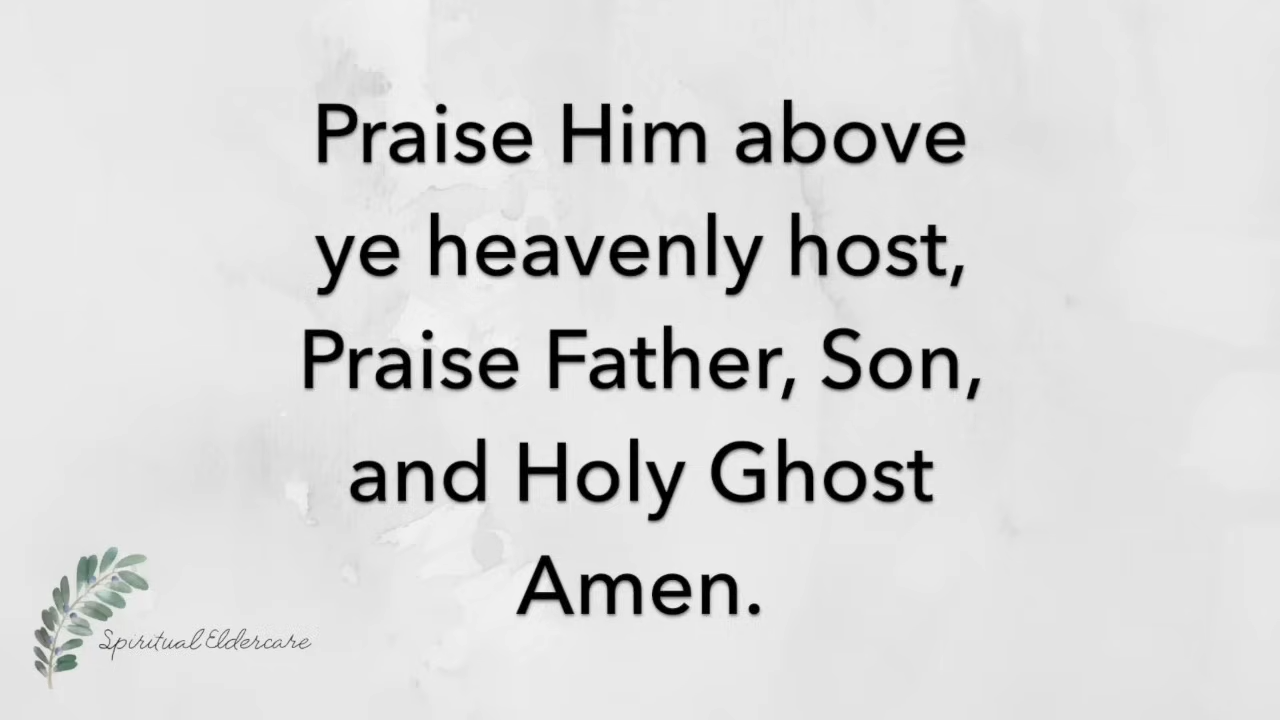 Praise Him above
ye heavenly host,
Praise Father, Son,
and Holy Ghost
Amen.
Spiritual Eldercare